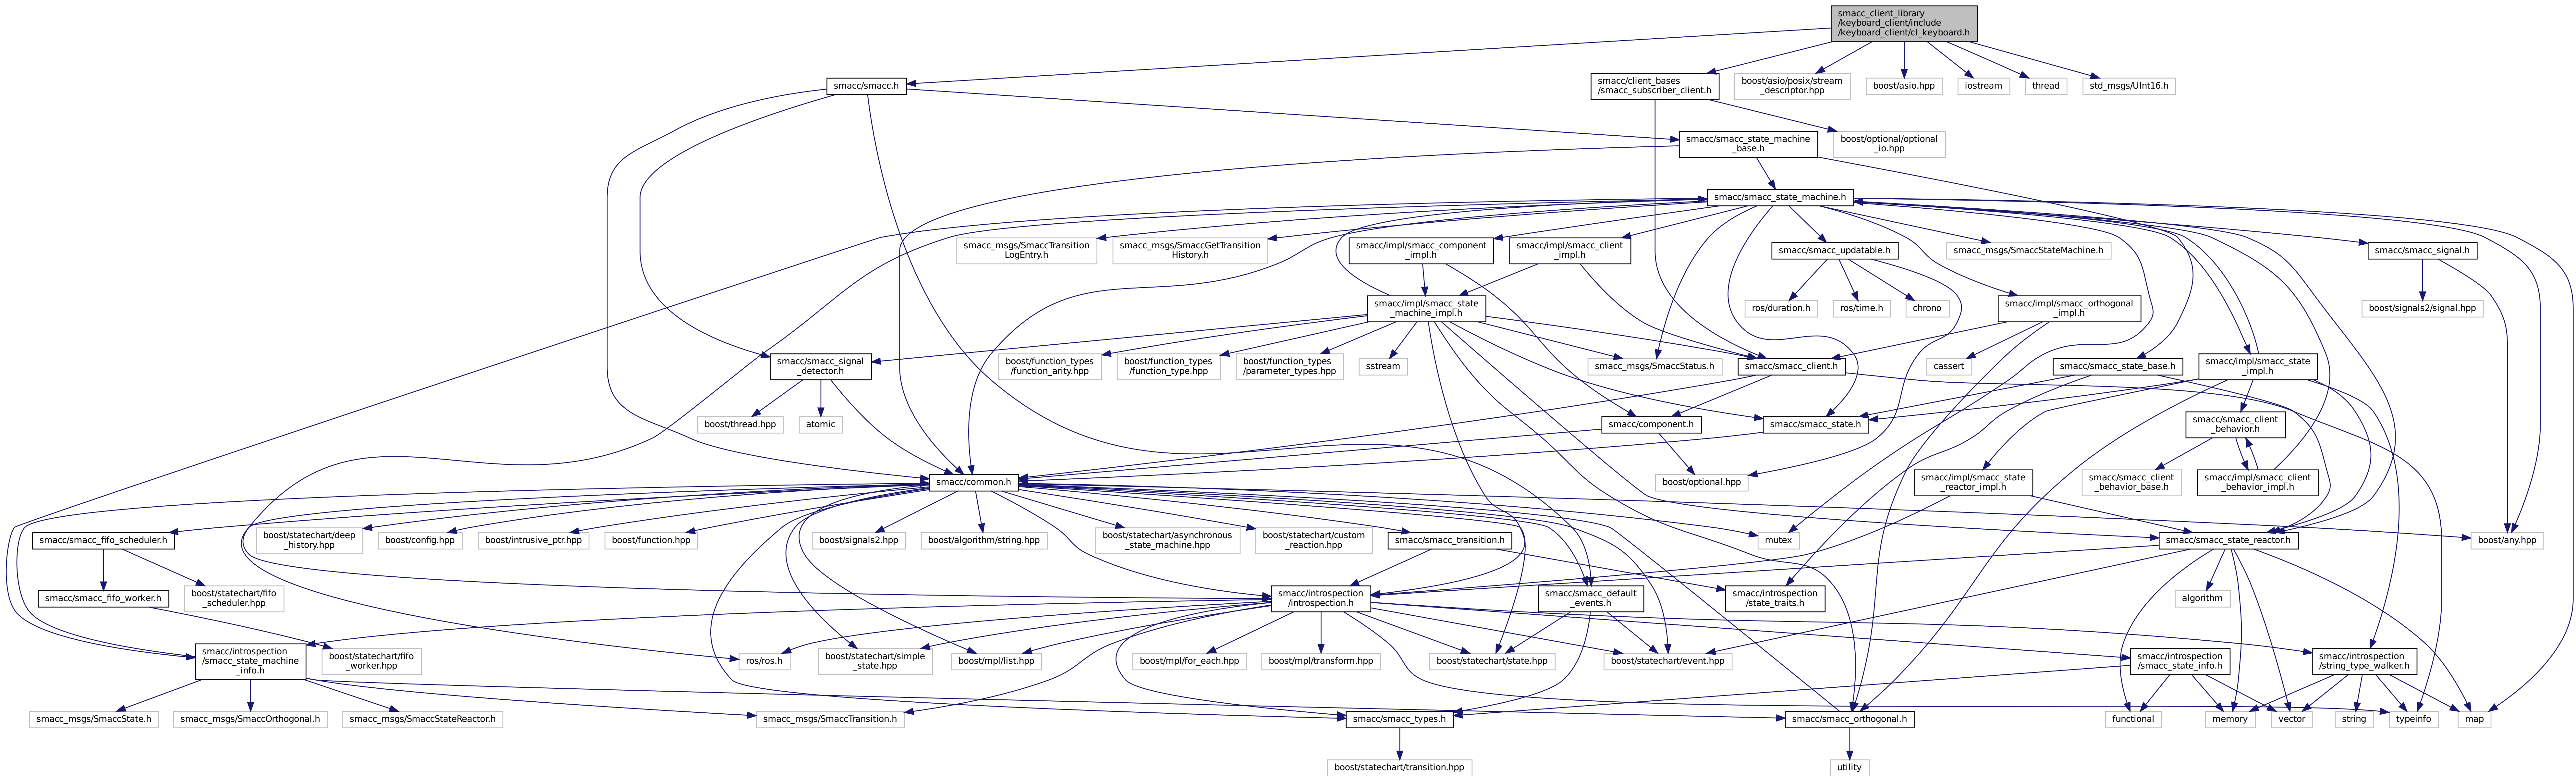 smacc_client_library
/keyboard_client/include
/keyboard_client/cl_keyboard.h
smacc/smacc.h
smacc/client_bases
/smacc_subscriber_client.h
boost/asio/posix/stream
_descriptor.hpp
boost/asio.hpp
iostream
thread
std_msgs/UInt16.h
smacc/smacc_state_machine
_base.h
boost/optional/optional
_io.hpp
smacc/smacc_state_machine.h
smacc_msgs/SmaccTransition
LogEntry.h
smacc_msgs/SmaccGetTransition
History.h
smacc/impl/smacc_component
_impl.h
smacc/impl/smacc_client
_impl.h
smacc/smacc_updatable.h
smacc_msgs/SmaccStateMachine.h
smacc/smacc_signal.h
smacc/impl/smacc_state
_machine_impl.h
ros/duration.h
ros/time.h
chrono
smacc/impl/smacc_orthogonal
_impl.h
boost/signals2/signal.hpp
smacc/smacc_signal
_detector.h
boost/function_types
/function_arity.hpp
boost/function_types
/function_type.hpp
boost/function_types
/parameter_types.hpp
sstream
smacc_msgs/SmaccStatus.h
smacc/smacc_client.h
cassert
smacc/smacc_state_base.h
smacc/impl/smacc_state
_impl.h
boost/thread.hpp
atomic
smacc/component.h
smacc/smacc_state.h
smacc/smacc_client
_behavior.h
smacc/common.h
boost/optional.hpp
smacc/impl/smacc_state
_reactor_impl.h
smacc/smacc_client
_behavior_base.h
smacc/impl/smacc_client
_behavior_impl.h
smacc/smacc_fifo_scheduler.h
boost/statechart/deep
_history.hpp
boost/config.hpp
boost/intrusive_ptr.hpp
boost/function.hpp
boost/signals2.hpp
boost/algorithm/string.hpp
boost/statechart/asynchronous
_state_machine.hpp
boost/statechart/custom
_reaction.hpp
smacc/smacc_transition.h
mutex
smacc/smacc_state_reactor.h
boost/any.hpp
smacc/smacc_fifo_worker.h
boost/statechart/fifo
_scheduler.hpp
smacc/introspection
/introspection.h
smacc/smacc_default
_events.h
smacc/introspection
/state_traits.h
algorithm
smacc/introspection
/smacc_state_machine
_info.h
boost/statechart/fifo
_worker.hpp
ros/ros.h
boost/statechart/simple
_state.hpp
boost/mpl/list.hpp
boost/mpl/for_each.hpp
boost/mpl/transform.hpp
boost/statechart/state.hpp
boost/statechart/event.hpp
smacc/introspection
/smacc_state_info.h
smacc/introspection
/string_type_walker.h
smacc_msgs/SmaccState.h
smacc_msgs/SmaccOrthogonal.h
smacc_msgs/SmaccStateReactor.h
smacc_msgs/SmaccTransition.h
smacc/smacc_types.h
smacc/smacc_orthogonal.h
functional
memory
vector
string
typeinfo
map
boost/statechart/transition.hpp
utility